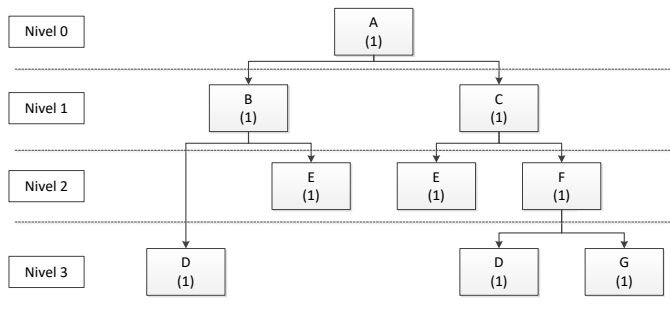 Nivel 0
A
(1)
Nivel 1
B
(1)
C
(1)
Nivel 2
E
(1)
E
(1)
F
(1)
Nivel 3
D
(1)
D
(1)
G
(1)